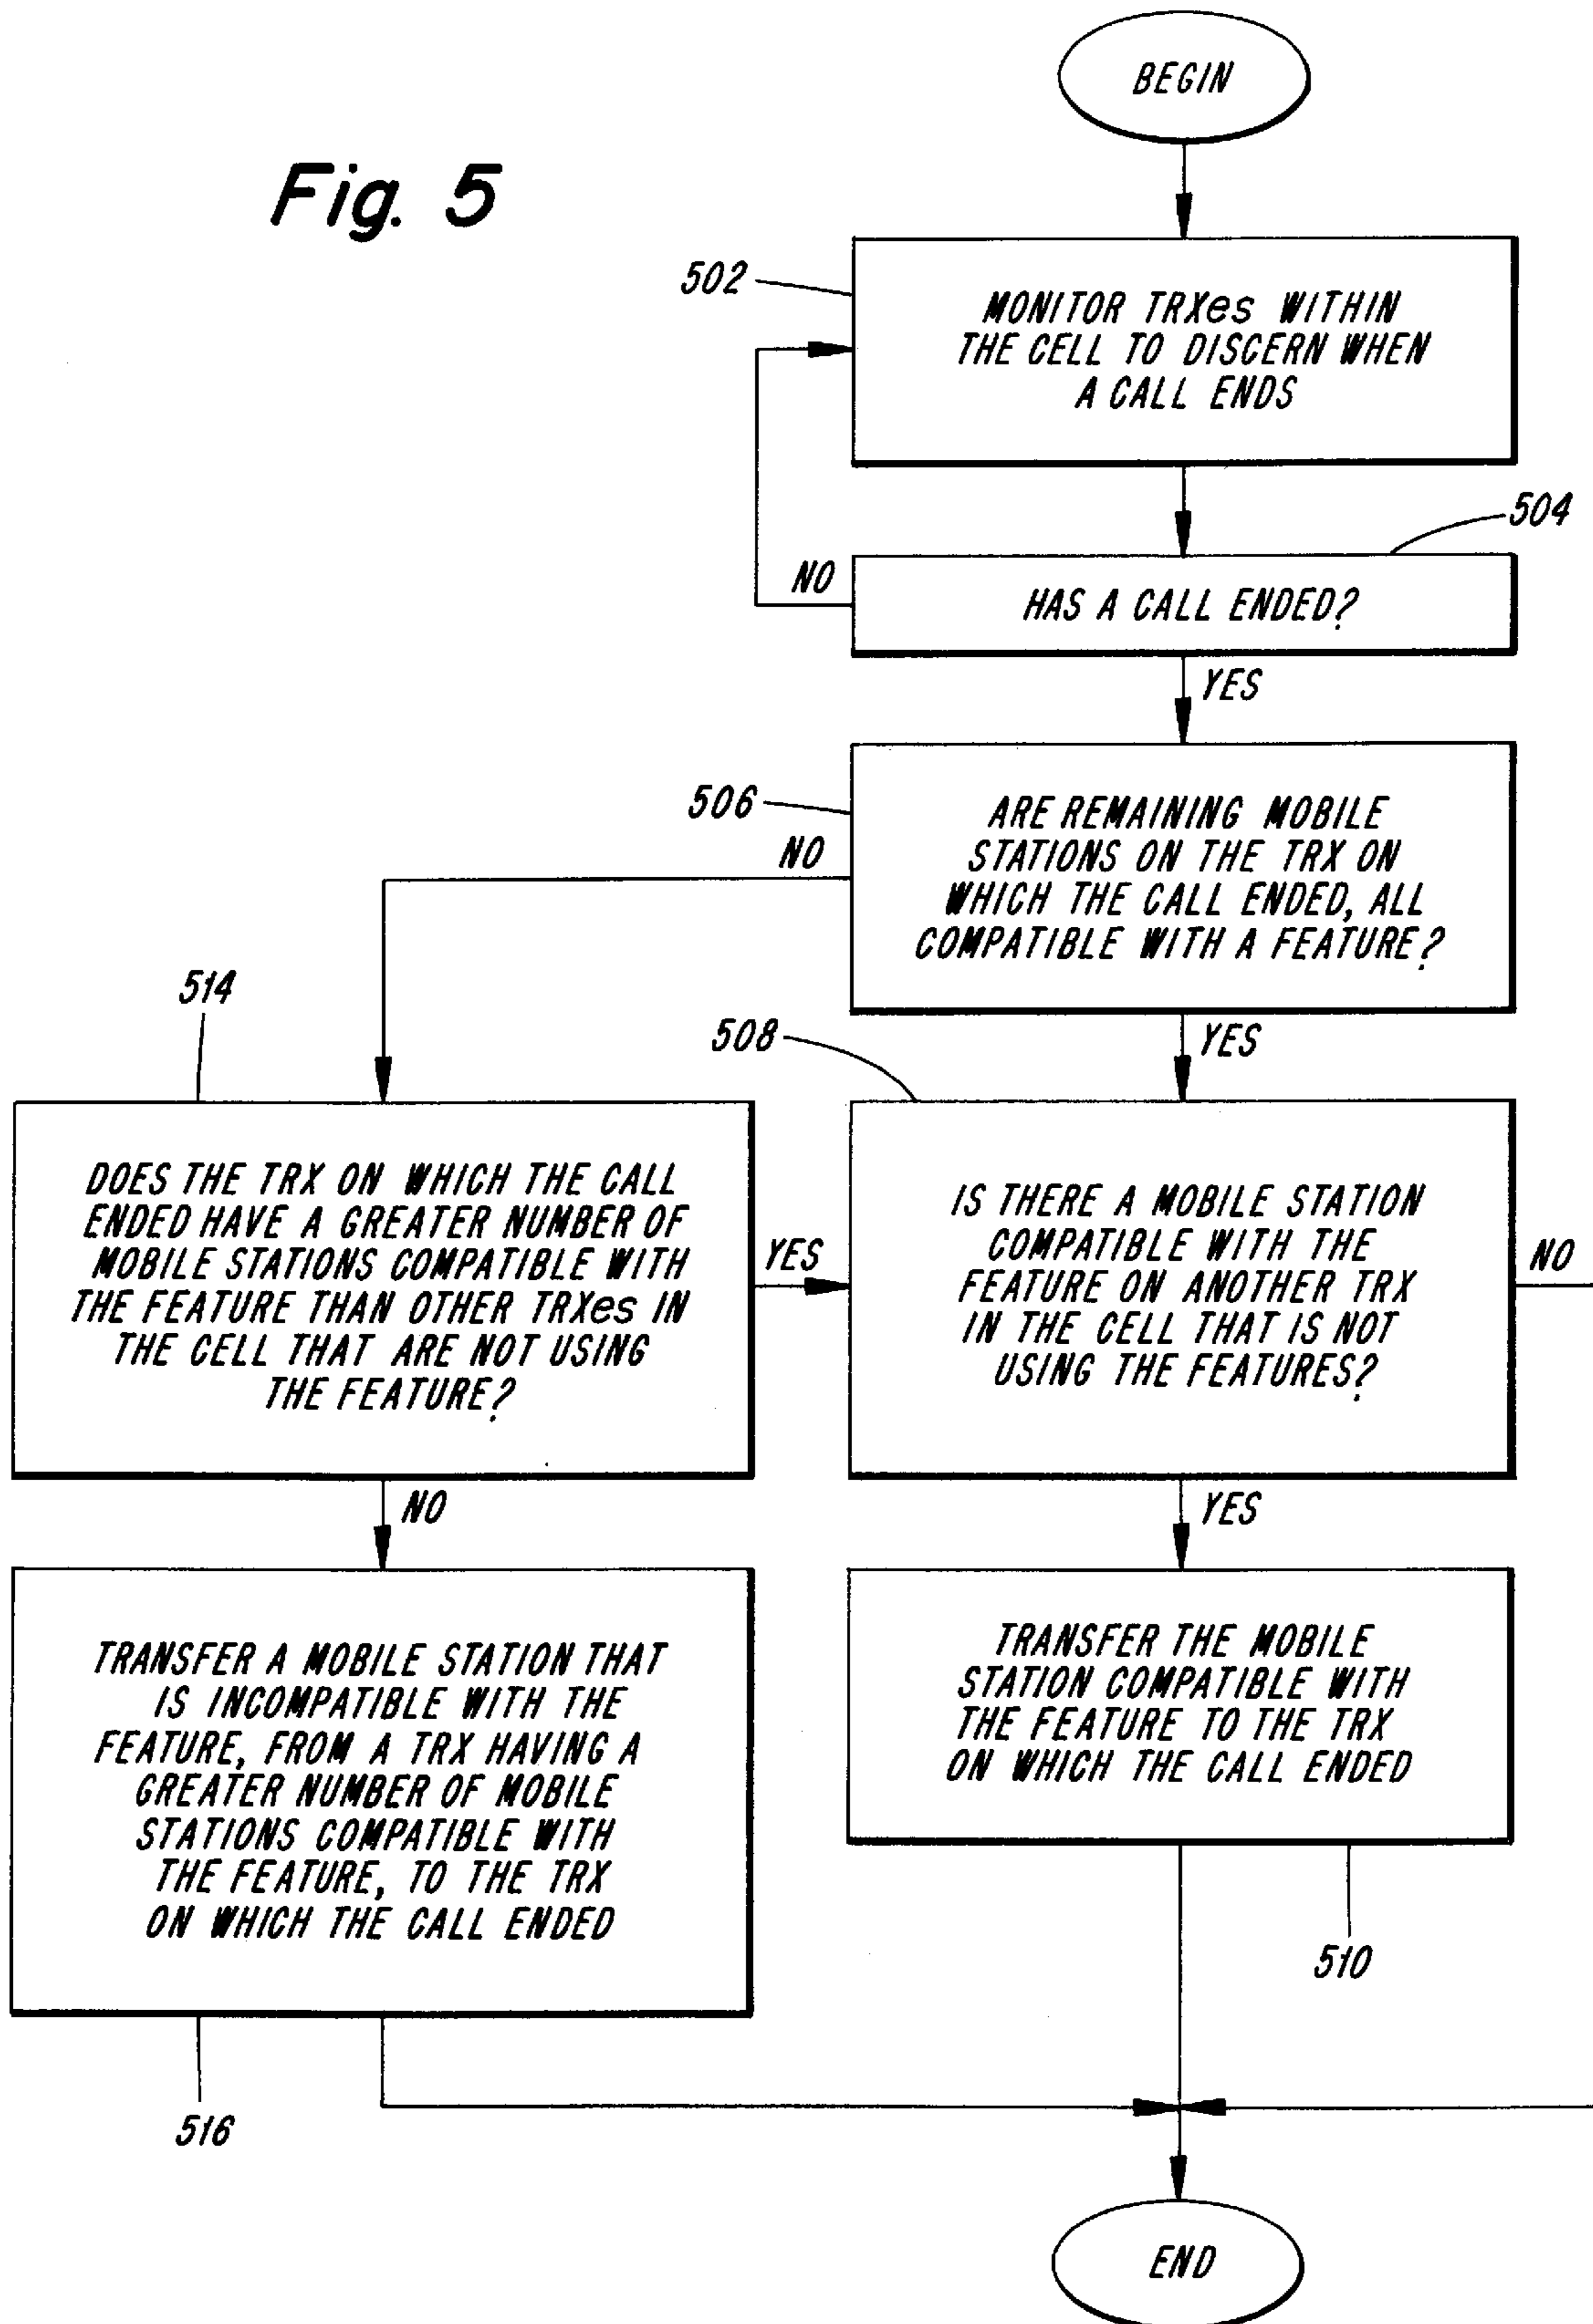 BEGIN
Fig. 5
502
MONITOR TRXes WITHIN
THE CELL TO DISCERN WHEN
A CALL ENDS
504
NO
HAS A CALL ENDED?
YES
506
NO
ARE REMAINING MOBILE
STATIONS ON THE TRX ON
WHICH THE CALL ENDED, ALL
COMPATIBLE WITH A FEATURE?
514
508
YES
DOES THE TRX ON WHICH THE CALL
ENDED HAVE A GREATER NUMBER OF
MOBILE STATIONS COMPATIBLE WITH
THE FEATURE THAN OTHER TRXes IN
THE CELL THAT ARE NOT USING
THE FEATURE?
YES
IS THERE A MOBILE STATION
COMPATIBLE WITH THE
FEATURE ON ANOTHER TRX
IN THE CELL THAT IS NOT
USING THE FEATURES?
NO
NO
YES
TRANSFER A MOBILE STATION THAT
IS INCOMPATIBLE WITH THE
FEATURE, FROM A TRX HAVING A
GREATER NUMBER OF MOBILE
STATIONS COMPATIBLE WITH
THE FEATURE, TO THE TRX
ON WHICH THE CALL ENDED
TRANSFER THE MOBILE
STATION COMPATIBLE WITH
THE FEATURE TO THE TRX
ON WHICH THE CALL ENDED
510
516
END